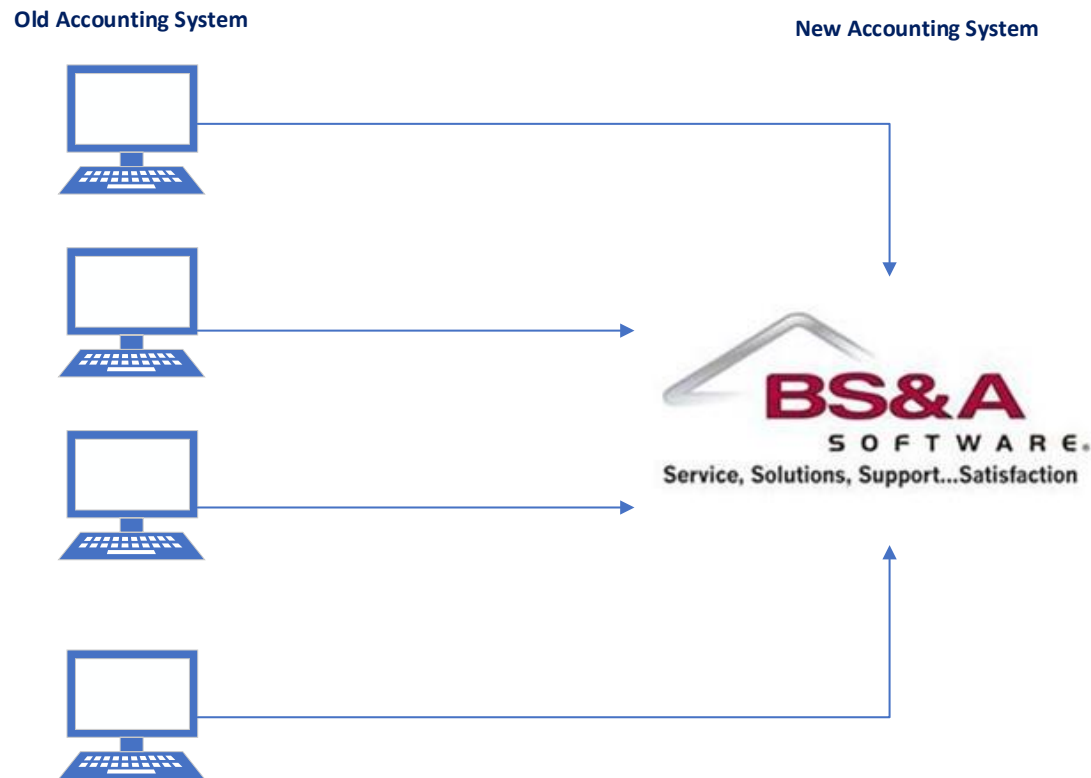 Old Accounting System
New Accounting System
BS&A
SOFTWARE.
Service, Solutions, Support...Satisfaction